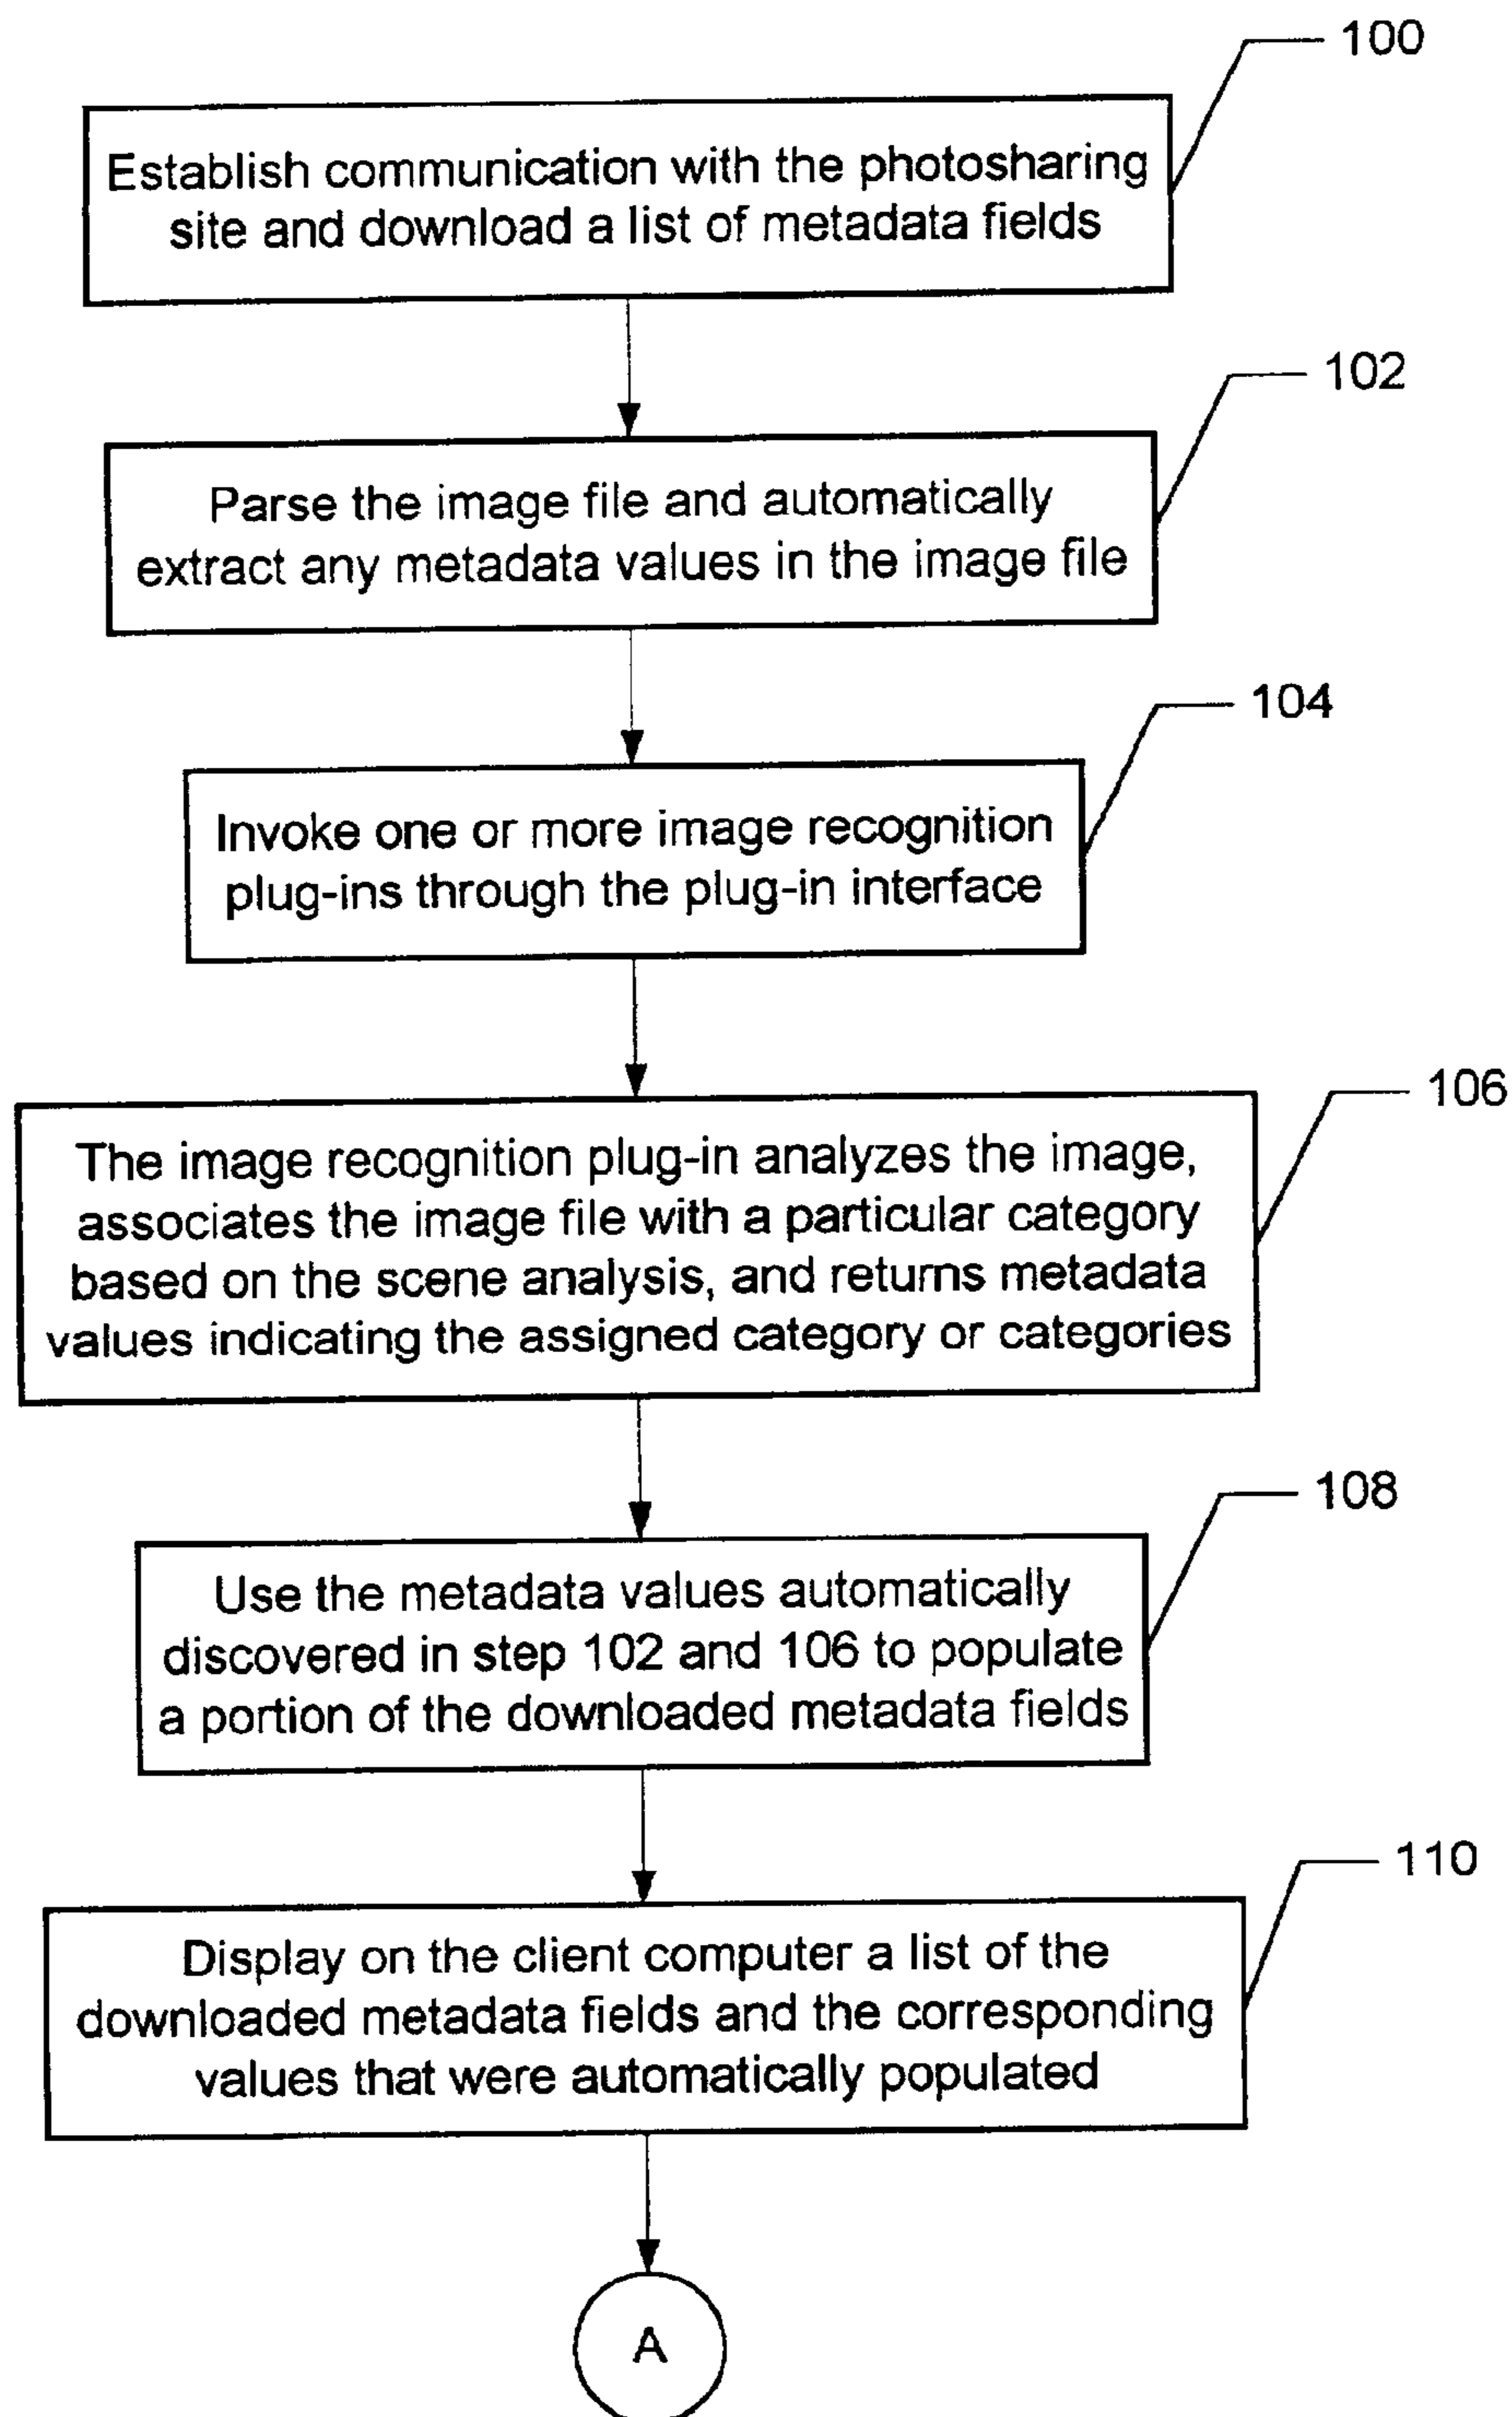 100
Establish communication with the photosharing
site and download a list of metadata fields
102
Parse the image file and automatically
extract any metadata values in the image file
104
Invoke one or more image recognition
plug-ins through the plug-in interface
106
The image recognition plug-in analyzes the image,
associates the image file with a particular category
based on the scene analysis, and returns metadata
values indicating the assigned category or categories
108
Use the metadata values automatically
discovered in step 102 and 106 to populate
a portion of the downloaded metadata fields
110
Display on the client computer a list of the
downloaded metadata fields and the corresponding
values that were automatically populated
A